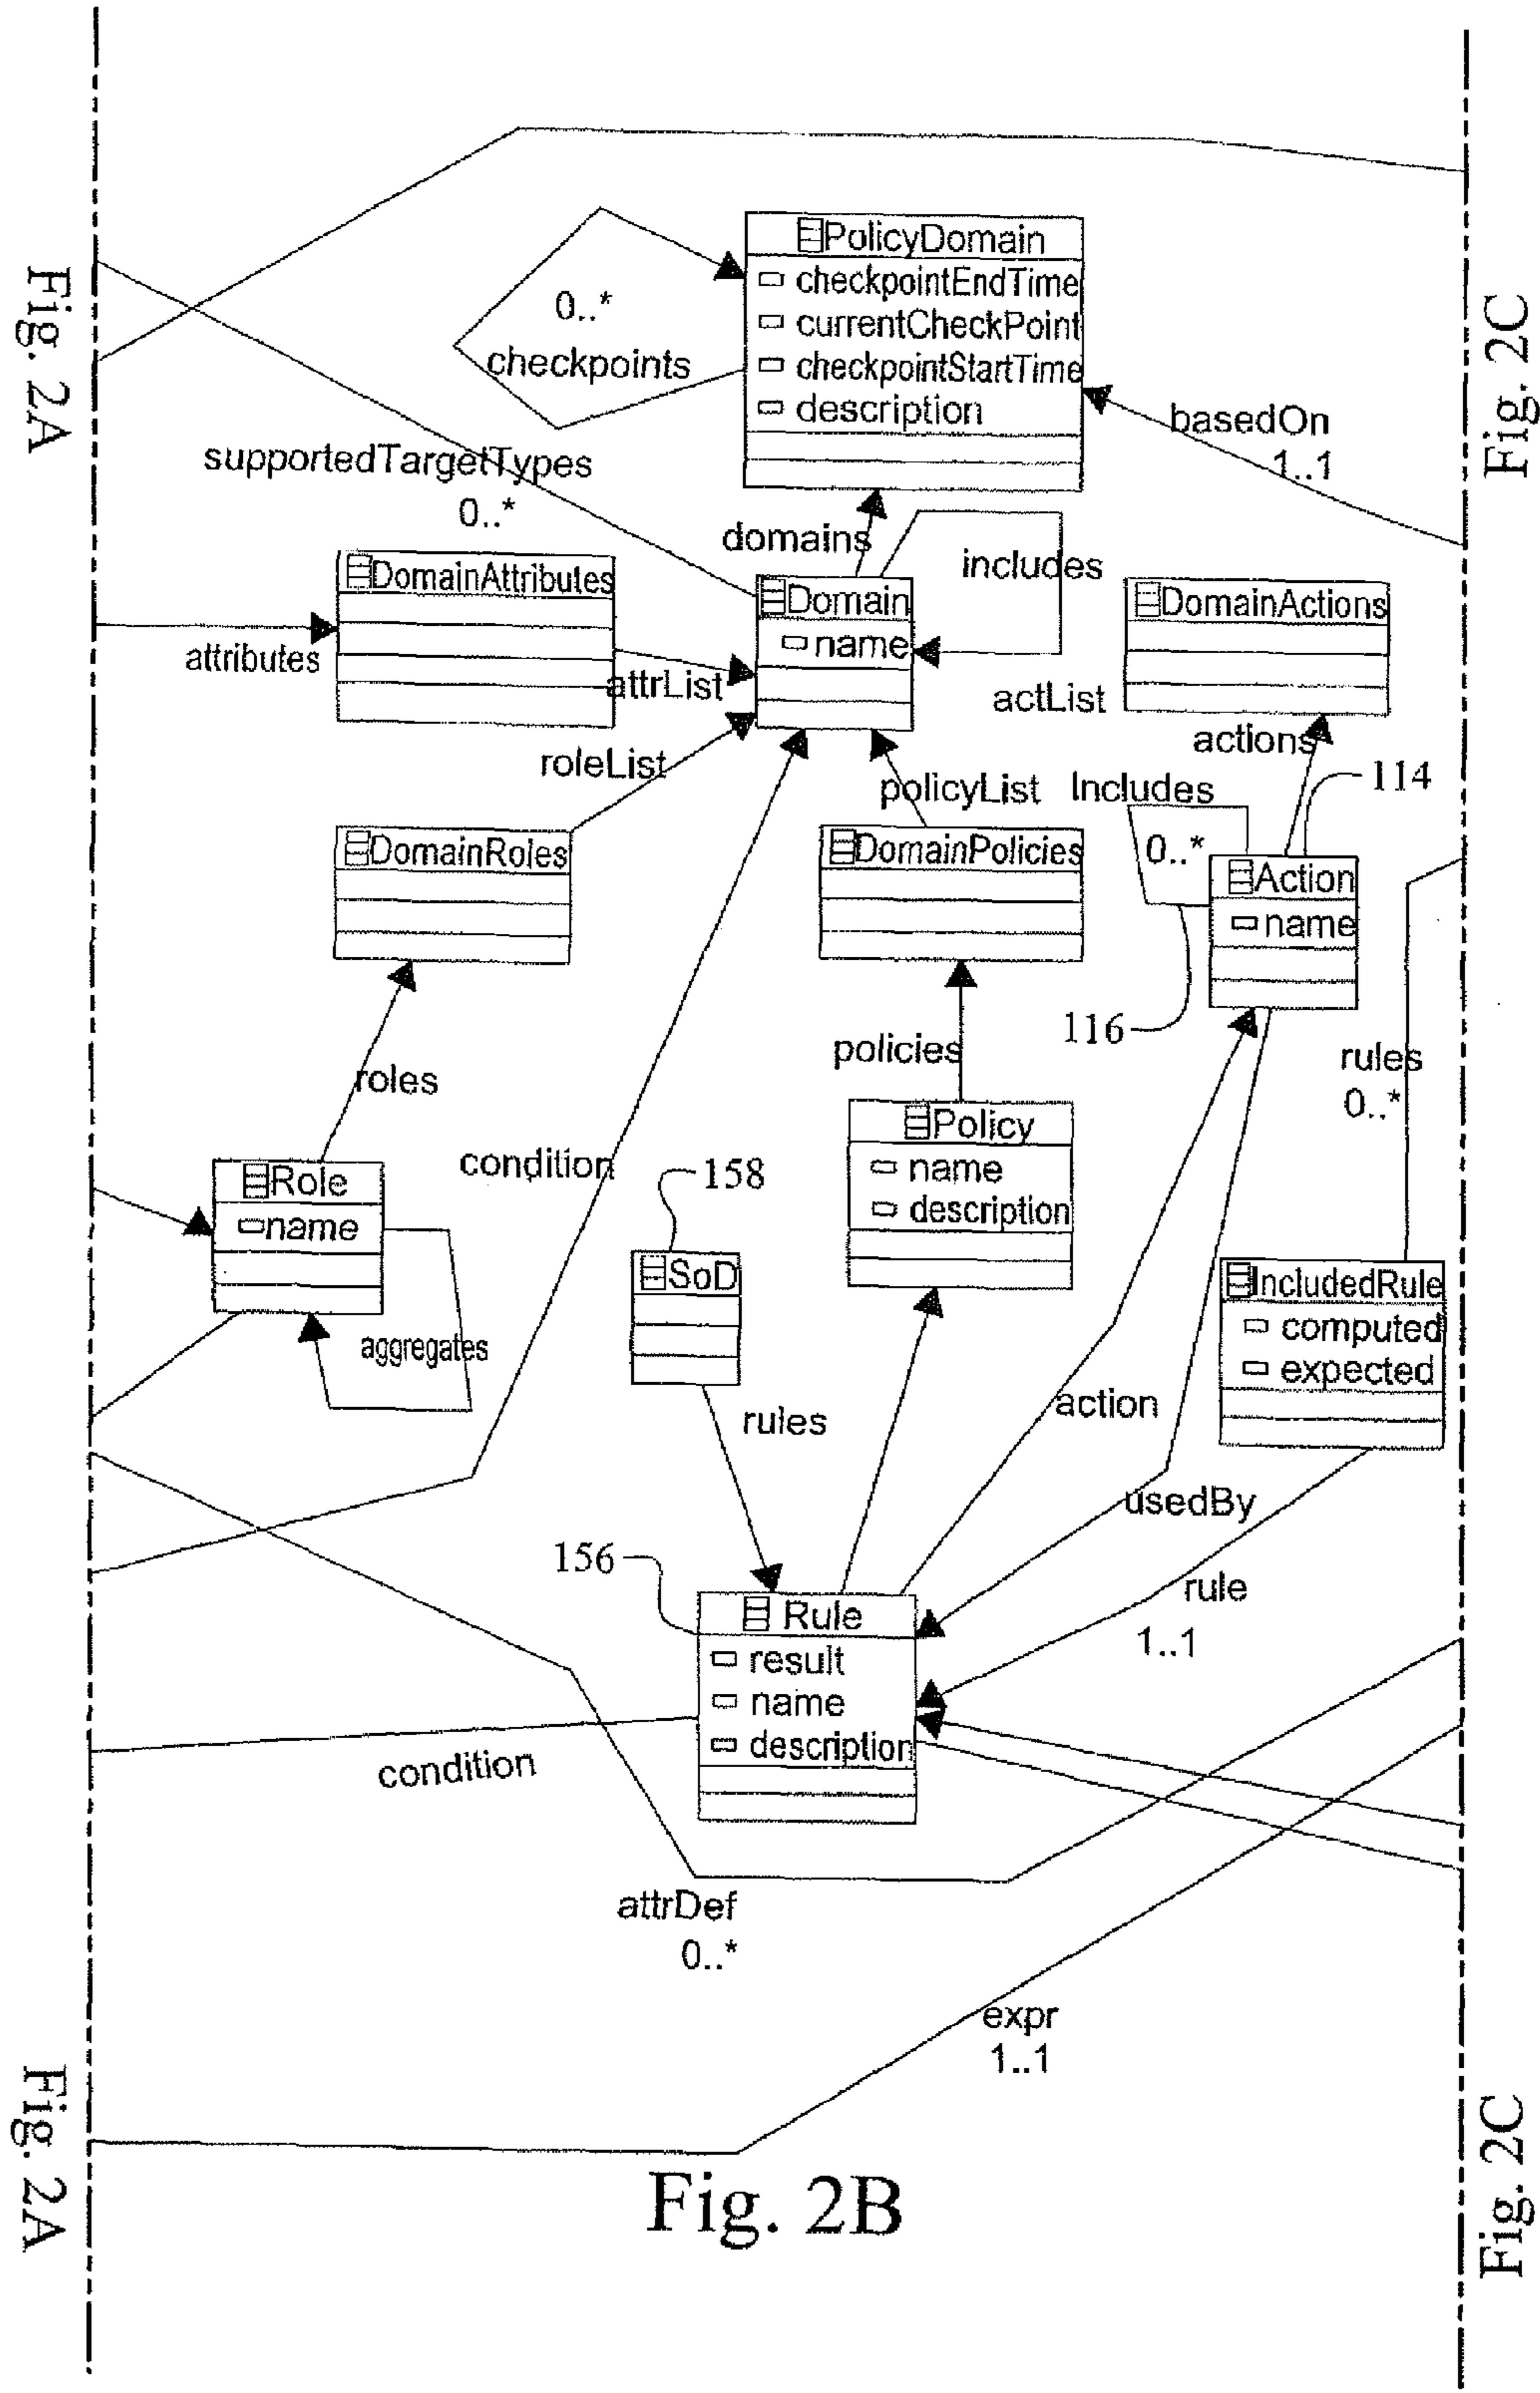 Fig. 2A
Fig. 2C
PolicyDomain
checkpointEndTime
currentCheckPoint
checkpointStartTime
description
0..*
checkpoints
basedOn
1..1
supportedTargetTypes
0..*
domains
includes
DomainAttributes
Domain
name
DomainActions
attributes
attrList
actList
actions
roleList
policyList
Includes
114
0..*
DomainRoles
DomainPolicies
Action
name
116
policies
rules
0..*
roles
Policy
name
description
condition
158
Role
name
SoD
IncludedRule
computed
expected
aggregates
rules
action
usedBy
156
rule
1..1
Rule
result
name
description
condition
attrDef
0..*
expr
1..1
Fig. 2A
Fig. 2C
Fig. 2B